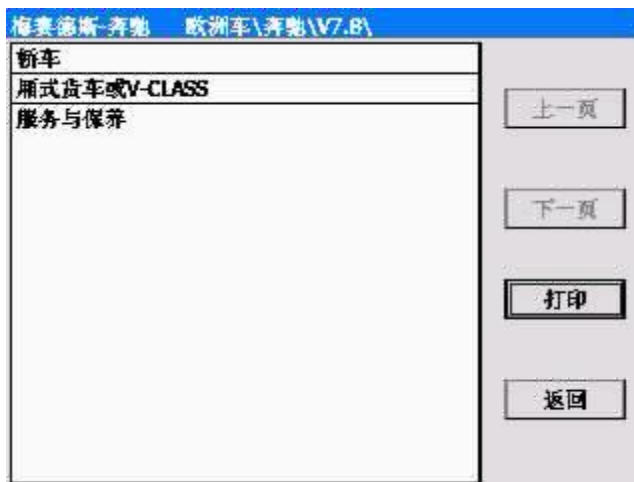 梅赛德斯-奔驰 欧洲车\奔驰\V7.8\
轿车
厢式货车或V-CLASS
服务与保养
上一页
下一页
打印
返回